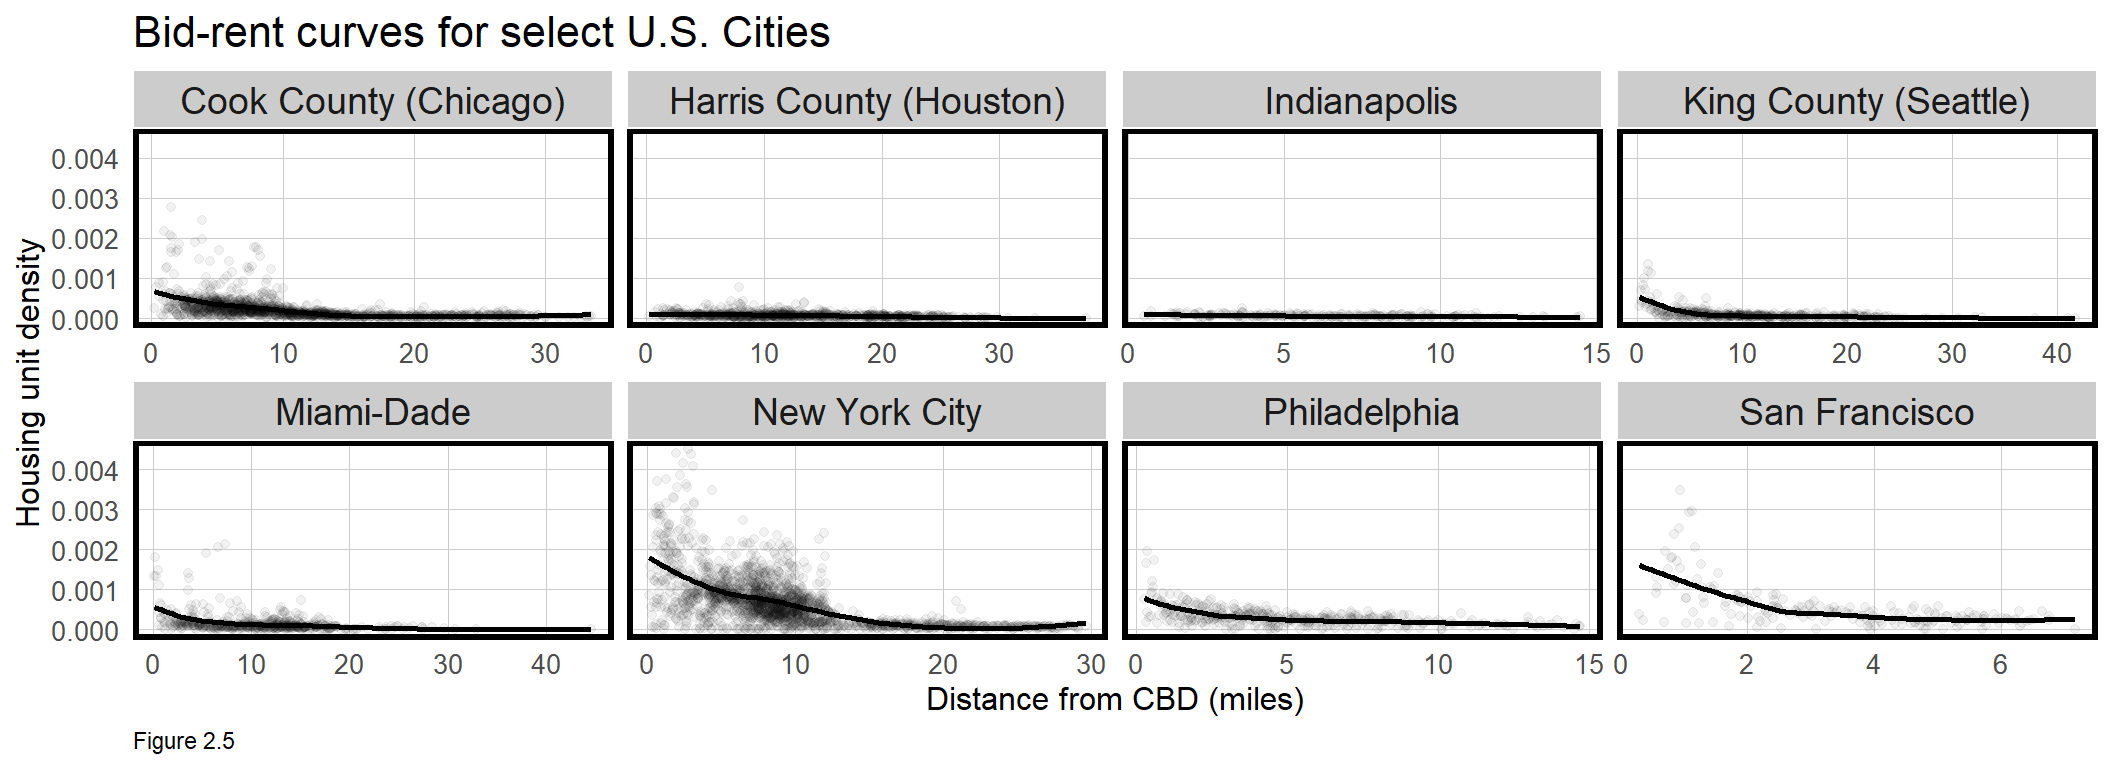 Bid-rent curves for select U.S. Cities
Cook County (Chicago) Harris County (Houston) Indianapolis King County (Seattle)
0.004
0.003
0.002
0.001
0.000
0 10 20 30 0 10 20 30 0 5 10 15 0 10 20 30 40
Miami-Dade New York City Philadelphia San Francisco
0.004
0.003
0.002
0.001
0.000
0 10 20 30 40 0 10 20 30 0 5 10 15 0 2 4 6
Housing unit density
Distance from CBD (miles)
Figure 2.5